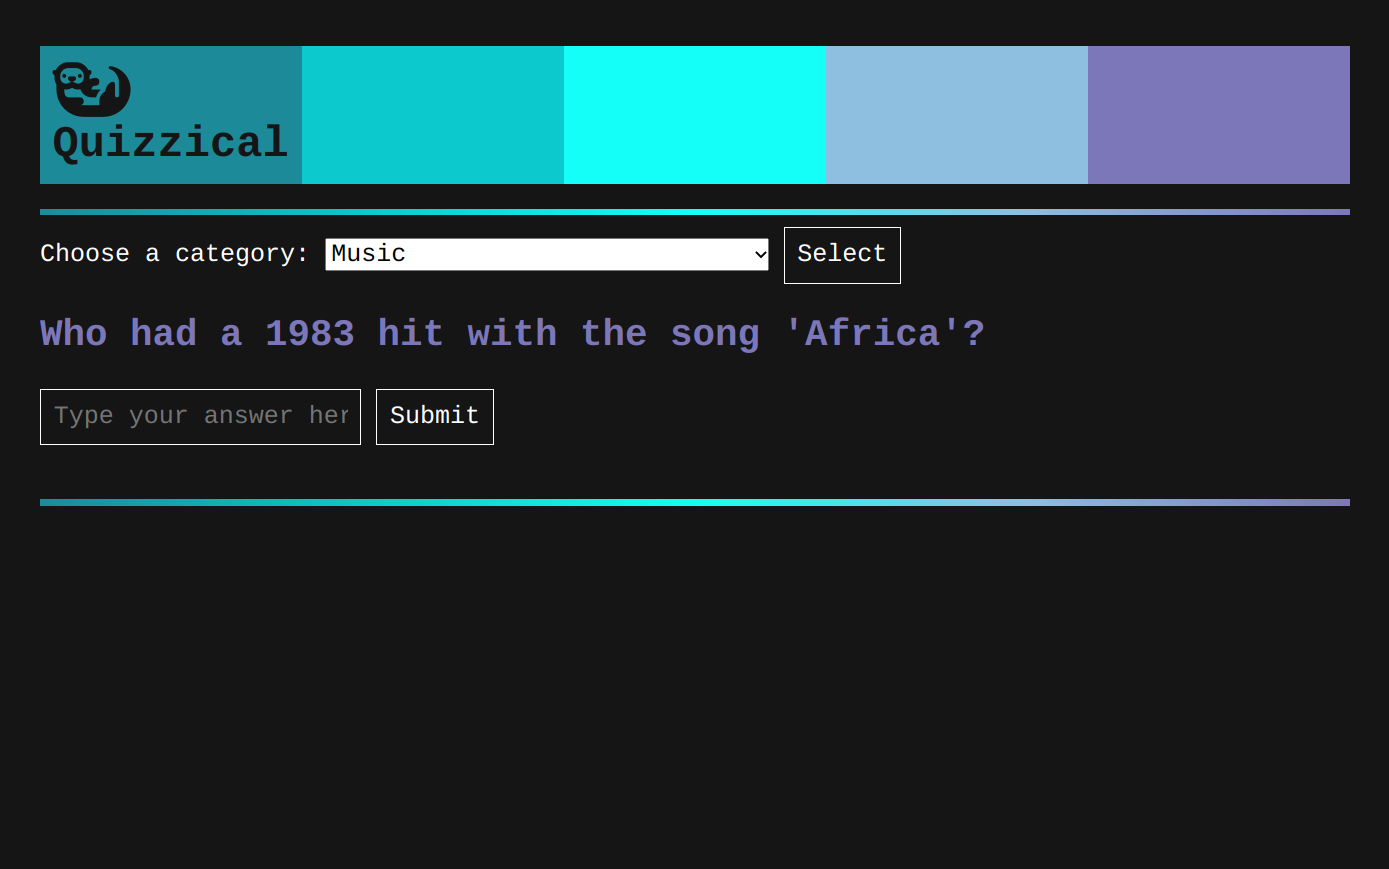 Quizzical
Choose a category: Music Select
Who had a 1983 hit with the song 'Africa'?
Type your answer her Submit